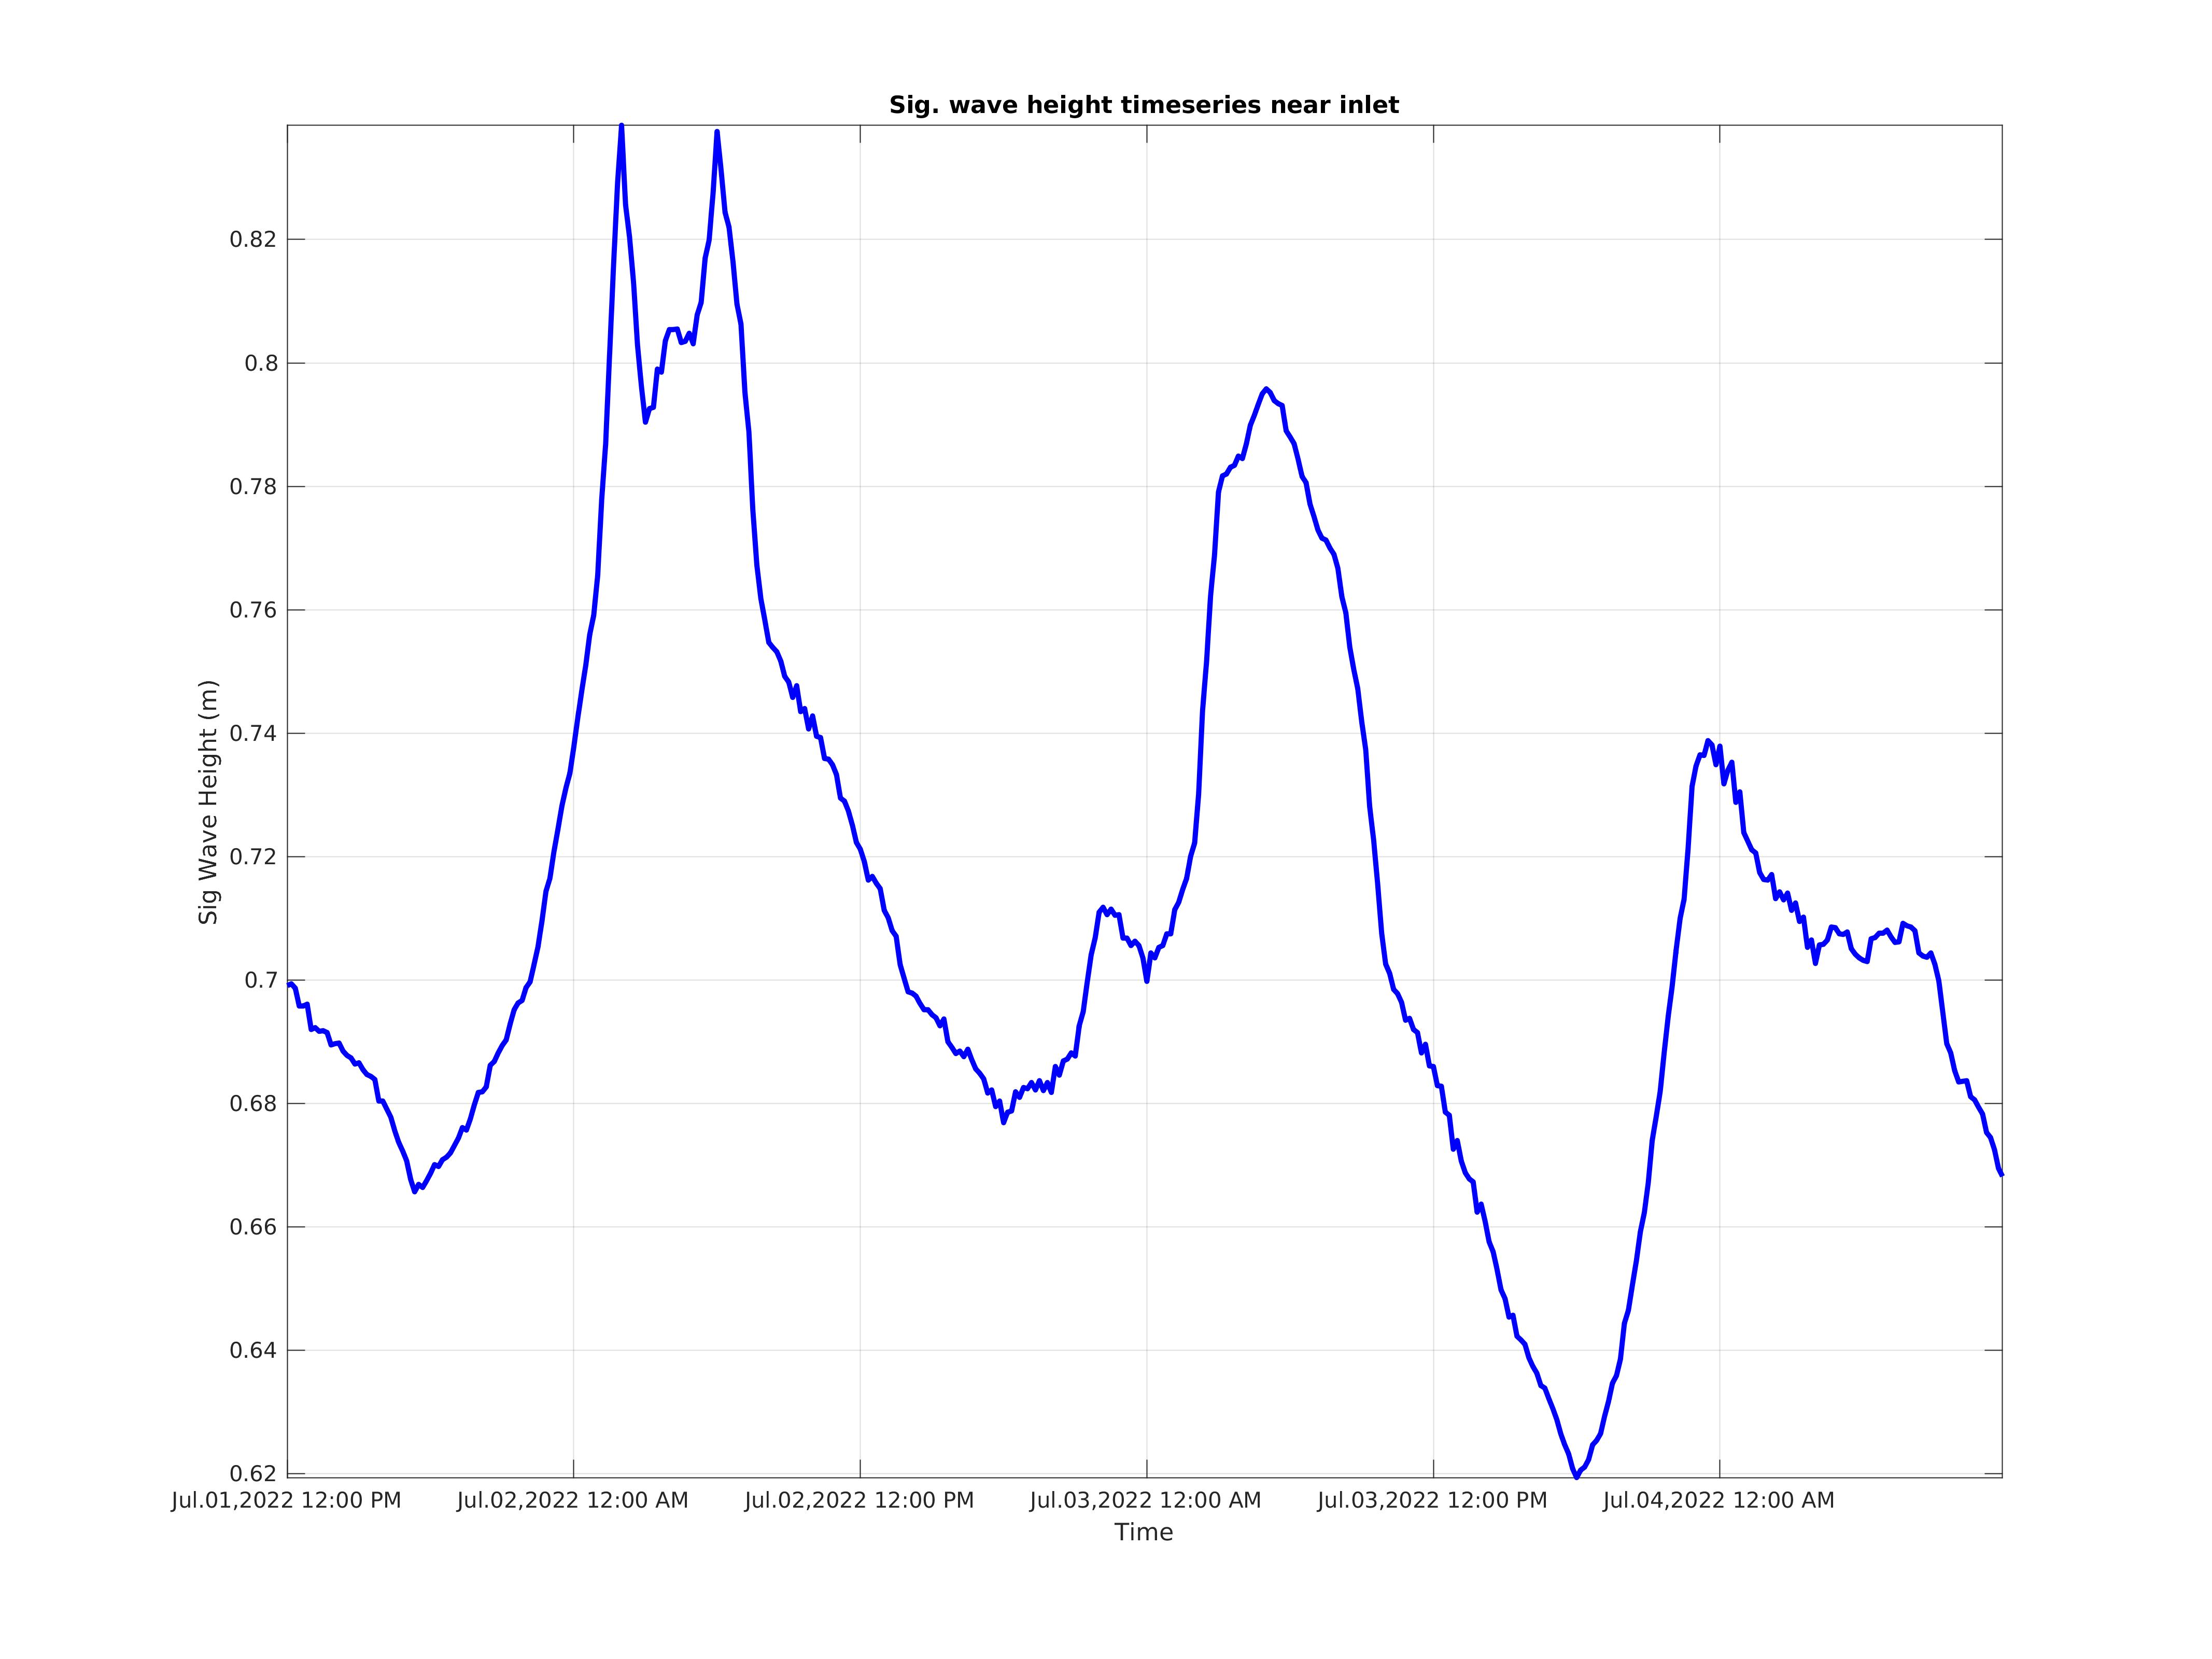 Sig. wave height timeseries near inlet
0.82
0.8
0.78
0.76
0.74
0.72
0.7
0.68
0.66
0.64
0.62
Sig Wave Height (m)
Jul.01,2022 12:00 PM
Jul.02,2022 12:00 AM
Jul.02,2022 12:00 PM
Jul.03,2022 12:00 AM
Jul.03,2022 12:00 PM
Jul.04,2022 12:00 AM
Time